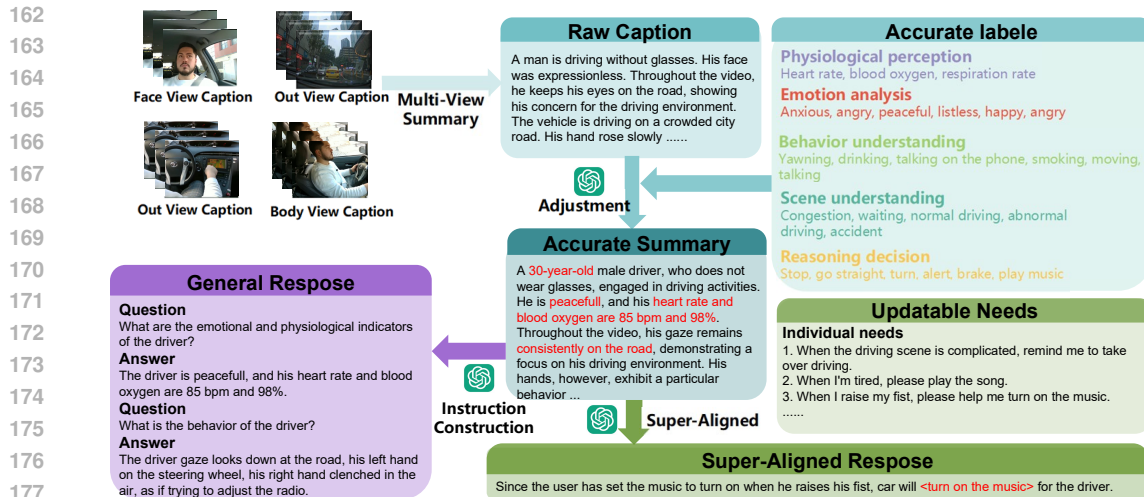 162
163
164
165
166
167
168
169
170
171
172
173
174
175
176
177
Face View Caption
Out View Caption
Out View Caption
Body View Caption
Multi-View
Summary
Raw Caption
A man is driving without glasses. His face
was expressionless. Throughout the video,
he keeps his eyes on the road, showing
his concern for the driving environment.
The vehicle is driving on a crowded city
road. His hand rose slowly ......
Accurate labele
Physiological perception
Heart rate, blood oxygen, respiration rate
Emotion analysis
Anxious, angry, peaceful, listless, happy, angry
Behavior understanding
Yawning, drinking, talking on the phone, smoking, moving,
talking
Scene understanding
Congestion, waiting, normal driving, abnormal
driving, accident
Reasoning decision
Stop, go straight, turn, alert, brake, play music
Adjustment
Accurate Summary
A 30-year-old male driver, who does not
wear glasses, engaged in driving activities.
He is peacefull, and his heart rate and
blood oxygen are 85 bpm and 98%.
Throughout the video, his gaze remains
consistently on the road, demonstrating a
focus on his driving environment. His
hands, however, exhibit a particular
behavior ...
General Respose
Question
What are the emotional and physiological indicators
of the driver?
Answer
The driver is peacefull, and his heart rate and blood
oxygen are 85 bpm and 98%.
Question
What is the behavior of the driver?
Answer
The driver gaze looks down at the road, his left hand
on the steering wheel, his right hand clenched in the
air, as if trying to adjust the radio.
Instruction
Construction
Super-Aligned
Updatable Needs
Individual needs
1. When the driving scene is complicated, remind me to take
over driving.
2. When I'm tired, please play the song.
3. When I raise my fist, please help me turn on the music.
......
Super-Aligned Respose
Since the user has set the music to turn on when he raises his fist, car will <turn on the music> for the driver.